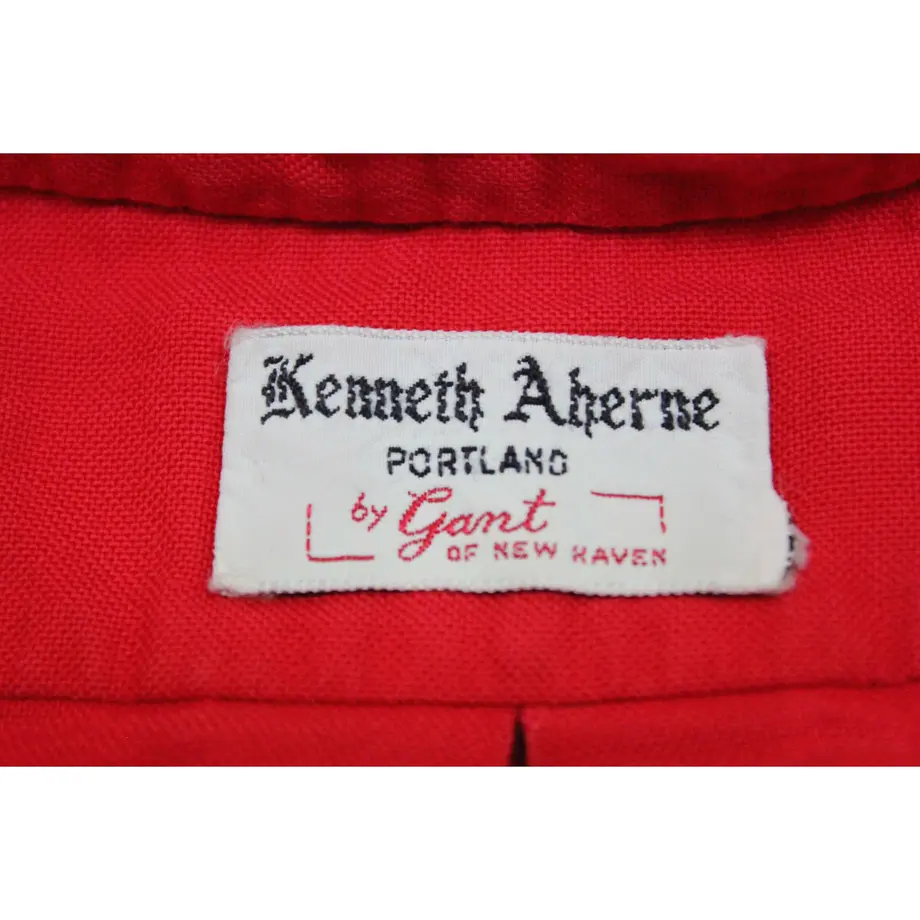 Kenneth Aherne
PORTLAND
by Gant
OF NEW HAVEN